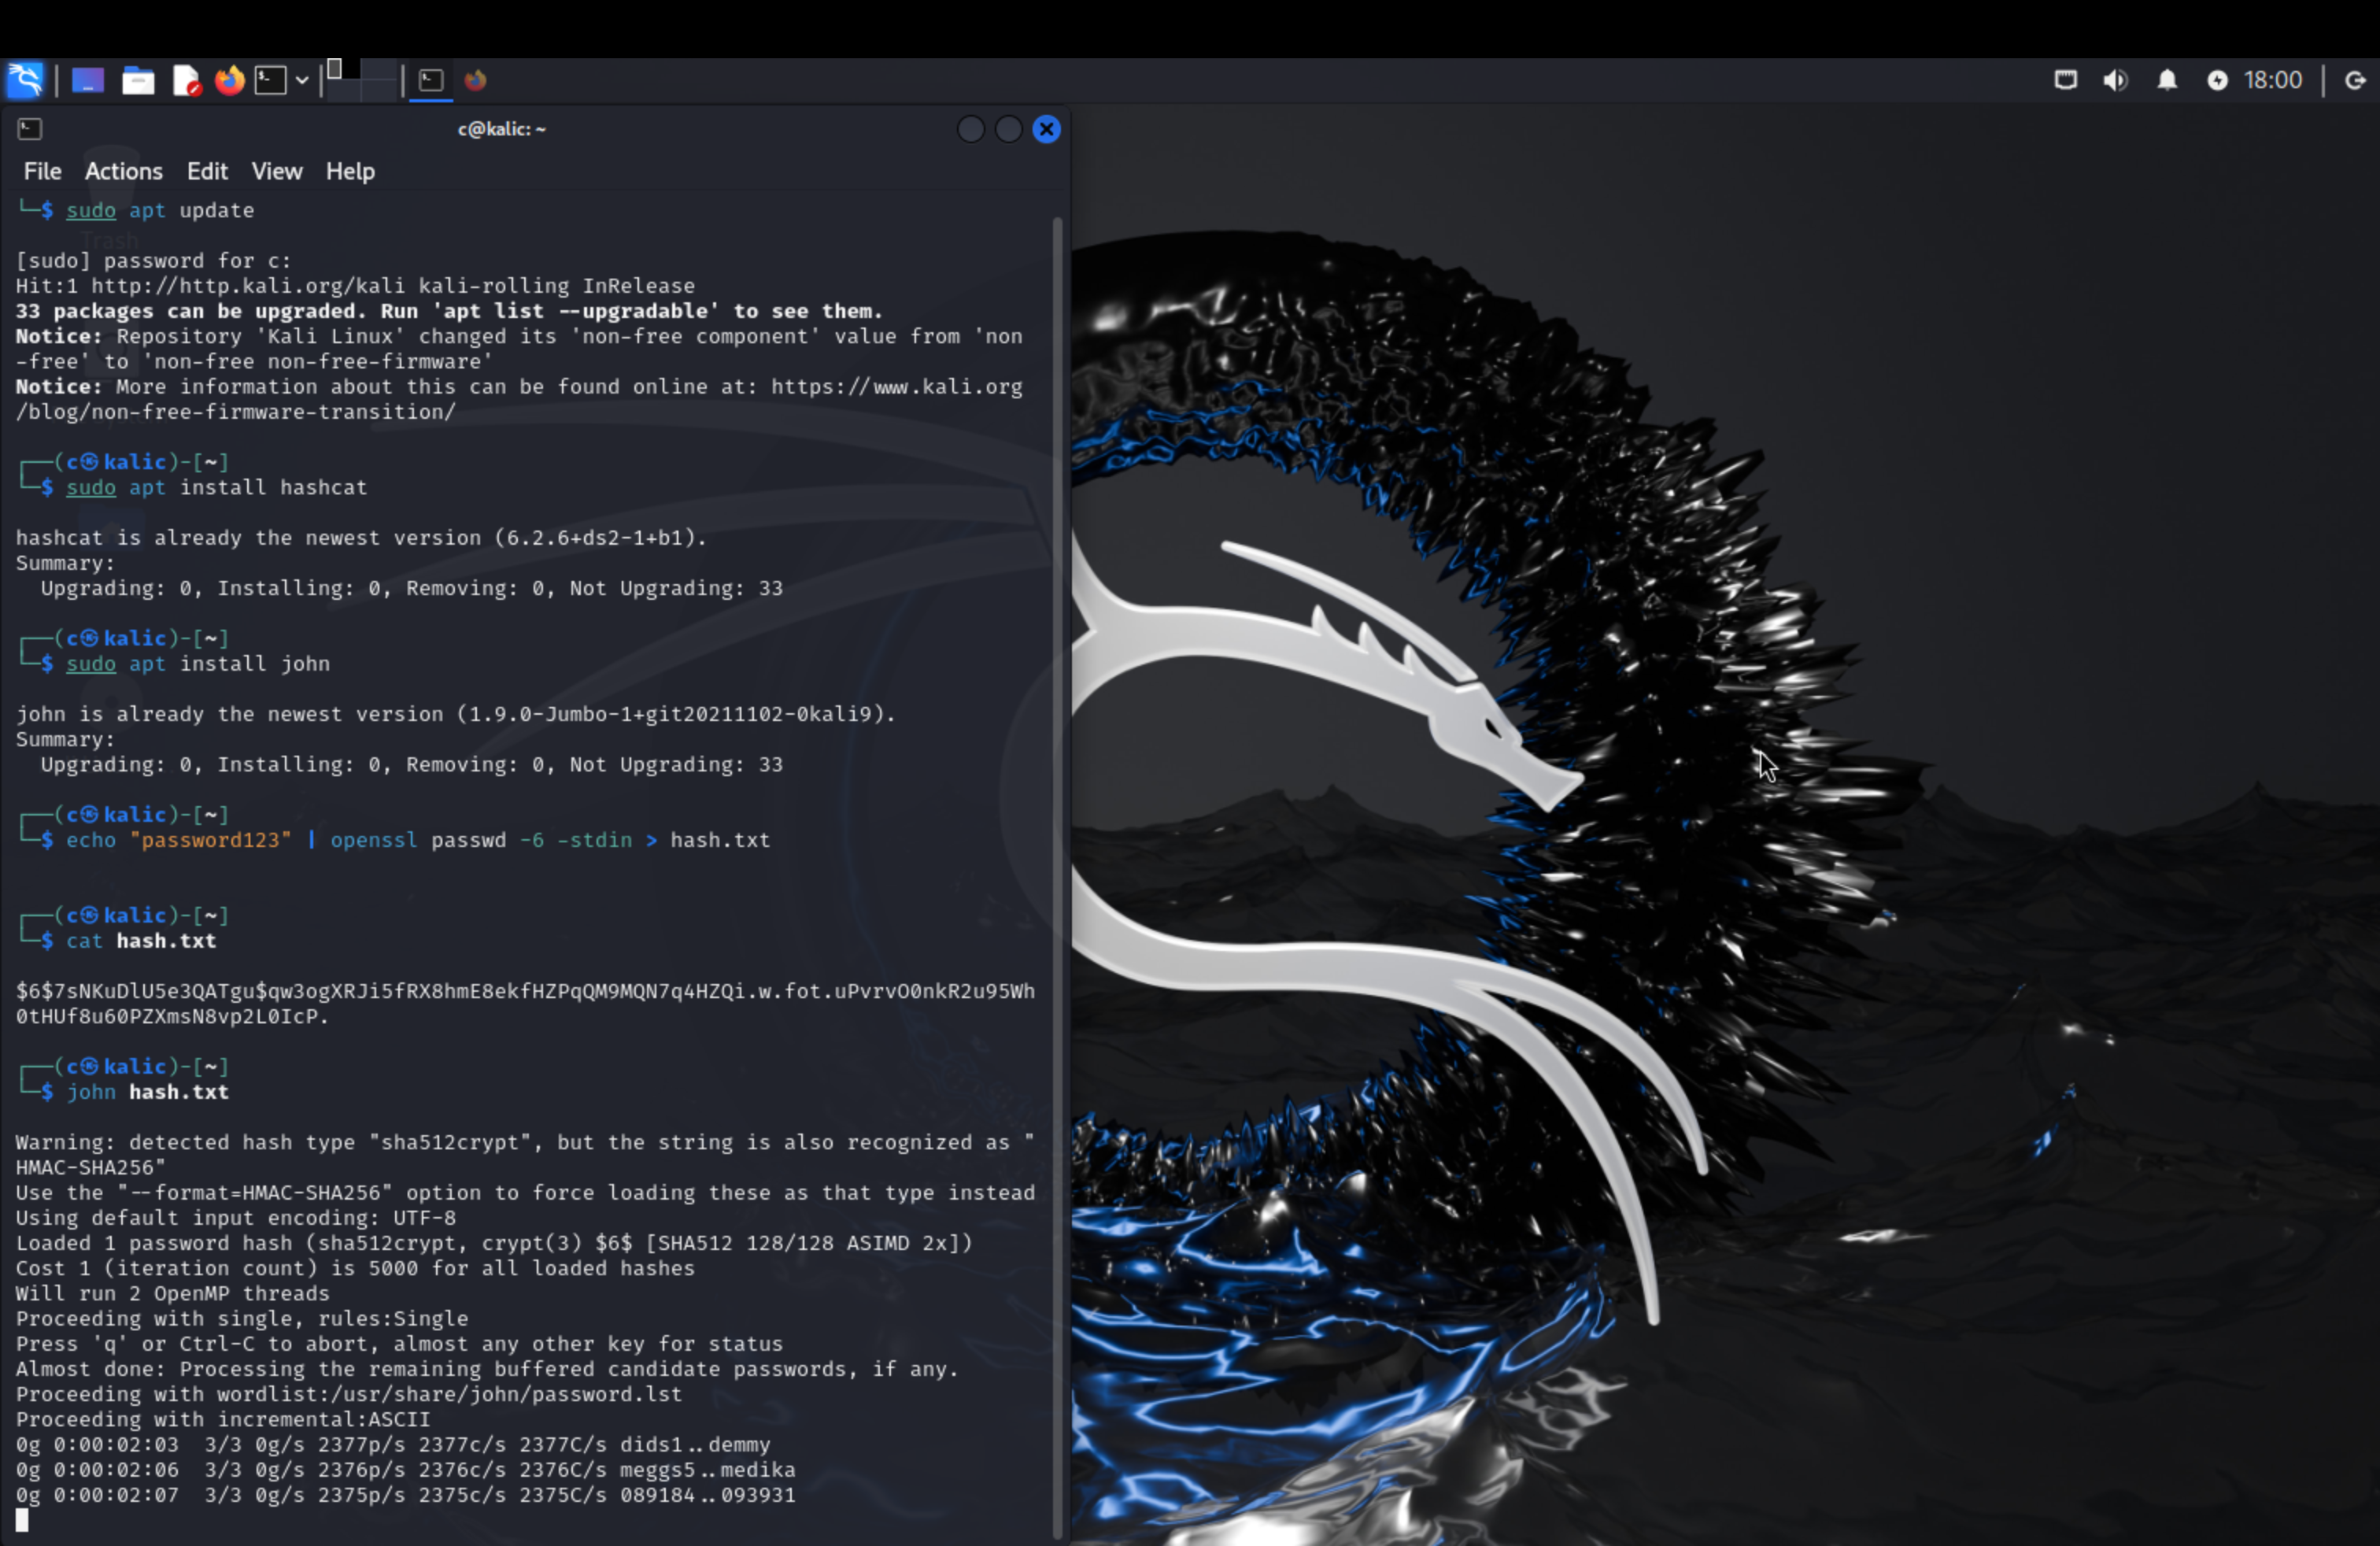 18:00
c@kalic: ~
File Actions Edit View Help
└─$ sudo apt update
Trash
[sudo] password for c:
Hit:1 http://http.kali.org/kali kali-rolling InRelease
33 packages can be upgraded. Run 'apt list --upgradable' to see them.
Notice: Repository 'Kali Linux' changed its 'non-free component' value from 'non
-free' to 'non-free non-free-firmware'
Notice: More information about this can be found online at: https://www.kali.org
/blog/non-free-firmware-transition/
┌──(c㉿kalic)-[~]
└─$ sudo apt install hashcat
hashcat is already the newest version (6.2.6+ds2-1+b1).
Summary:
  Upgrading: 0, Installing: 0, Removing: 0, Not Upgrading: 33
┌──(c㉿kalic)-[~]
└─$ sudo apt install john
john is already the newest version (1.9.0-Jumbo-1+git20211102-0kali9).
Summary:
  Upgrading: 0, Installing: 0, Removing: 0, Not Upgrading: 33
┌──(c㉿kalic)-[~]
└─$ echo "password123" | openssl passwd -6 -stdin > hash.txt
┌──(c㉿kalic)-[~]
└─$ cat hash.txt
$6$7sNKuDlU5e3QATgu$qw3ogXRJi5fRX8hmE8ekfHZPqQM9MQN7q4HZQi.w.fot.uPvrvO0nkR2u95Wh
0tHUf8u60PZXmsN8vp2L0IcP.
┌──(c㉿kalic)-[~]
└─$ john hash.txt
Warning: detected hash type "sha512crypt", but the string is also recognized as "
HMAC-SHA256"
Use the "--format=HMAC-SHA256" option to force loading these as that type instead
Using default input encoding: UTF-8
Loaded 1 password hash (sha512crypt, crypt(3) $6$ [SHA512 128/128 ASIMD 2x])
Cost 1 (iteration count) is 5000 for all loaded hashes
Will run 2 OpenMP threads
Proceeding with single, rules:Single
Press 'q' or Ctrl-C to abort, almost any other key for status
Almost done: Processing the remaining buffered candidate passwords, if any.
Proceeding with wordlist:/usr/share/john/password.lst
Proceeding with incremental:ASCII
0g 0:00:02:03  3/3 0g/s 2377p/s 2377c/s 2377C/s dids1..demmy
0g 0:00:02:06  3/3 0g/s 2376p/s 2376c/s 2376C/s meggs5..medika
0g 0:00:02:07  3/3 0g/s 2375p/s 2375c/s 2375C/s 089184..093931